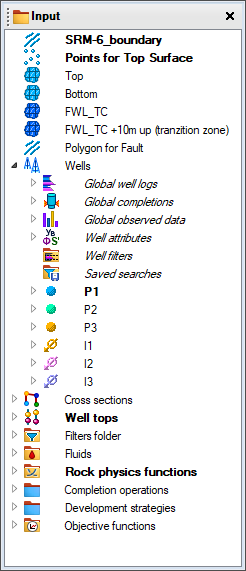 Input
SRM-6_boundary
Points for Top Surface
Top
Bottom
FWL_TC
FWL_TC +10m up (tranzition zone)
Polygon for Fault
Wells
Global well logs
Global completions
Global observed data
Well attributes
Well filters
Saved searches
P1
P2
P3
I1
I2
I3
Cross sections
Well tops
Filters folder
Fluids
Rock physics functions
Completion operations
Development strategies
Objective functions